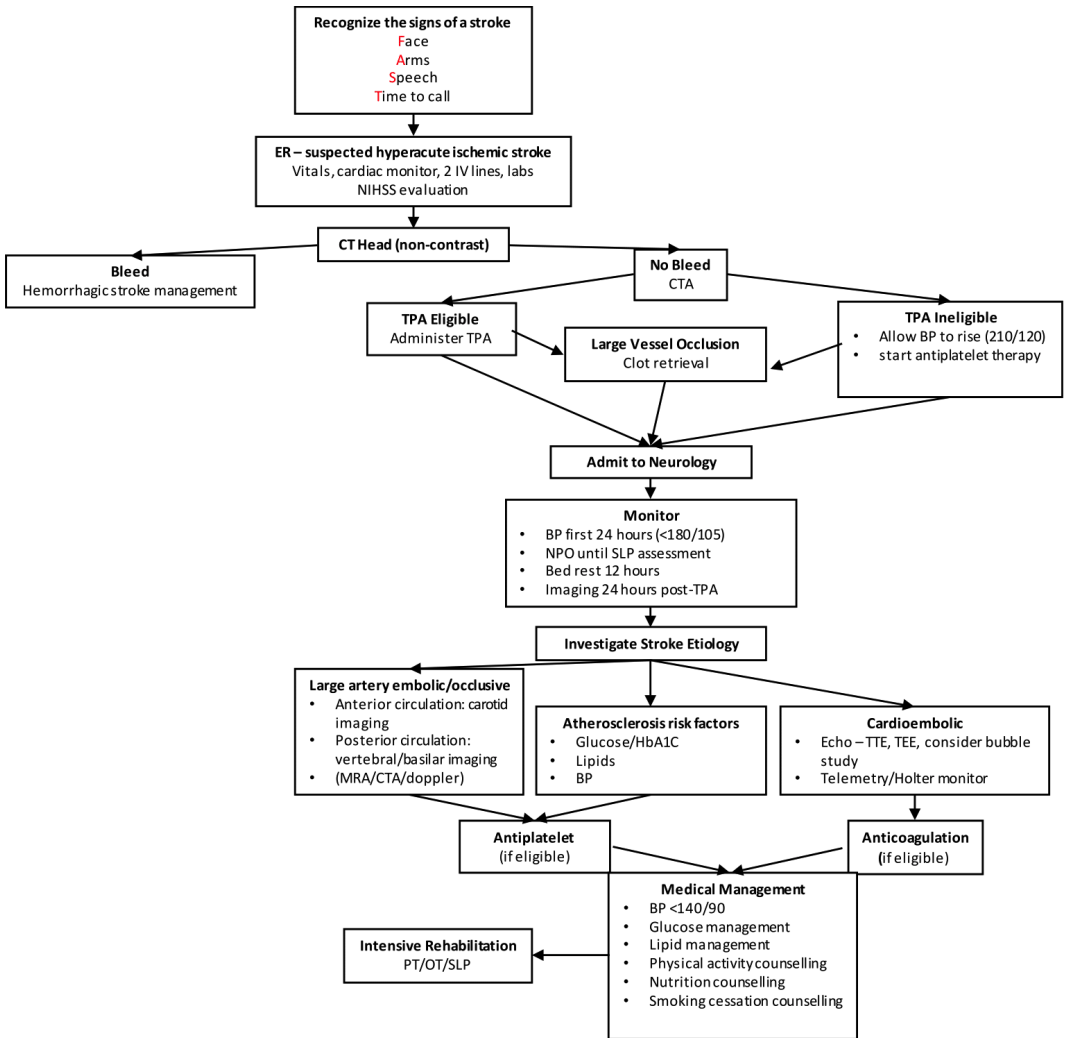 Recognize the signs of a stroke
Face
Arms
Speech
Time to call
ER – suspected hyperacute ischemic stroke
Vitals, cardiac monitor, 2 IV lines, labs
NIHSS evaluation
CT Head (non-contrast)
Bleed
Hemorrhagic stroke management
No Bleed
CTA
TPA Eligible
Administer TPA
Large Vessel Occlusion
Clot retrieval
TPA Ineligible
• Allow BP to rise (210/120)
• start antiplatelet therapy
Admit to Neurology
Monitor
• BP first 24 hours (<180/105)
• NPO until SLP assessment
• Bed rest 12 hours
• Imaging 24 hours post-TPA
Investigate Stroke Etiology
Large artery embolic/occlusive
• Anterior circulation: carotid
imaging
• Posterior circulation:
vertebral/basilar imaging
• (MRA/CTA/doppler)
Atherosclerosis risk factors
• Glucose/HbA1C
• Lipids
• BP
Cardioembolic
• Echo – TTE, TEE, consider bubble
study
• Telemetry/Holter monitor
Antiplatelet
(if eligible)
Anticoagulation
(if eligible)
Medical Management
• BP <140/90
• Glucose management
• Lipid management
• Physical activity counselling
• Nutrition counselling
• Smoking cessation counselling
Intensive Rehabilitation
PT/OT/SLP